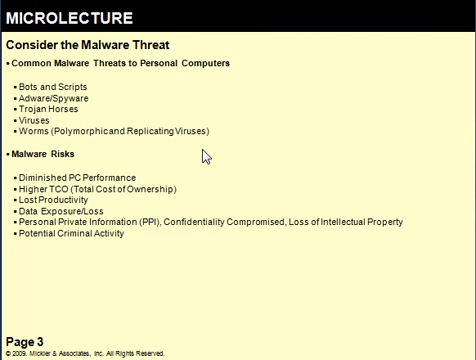 MICROLECTURE
Consider the Malware Threat
▪ Common Malware Threats to Personal Computers
▪ Bots and Scripts
▪ Adware/Spyware
▪ Trojan Horses
▪ Viruses
▪ Worms (Polymorphic and Replicating Viruses)
▪ Malware Risks
▪ Diminished PC Performance
▪ Higher TCO (Total Cost of Ownership)
▪ Lost Productivity
▪ Data Exposure/Loss
▪ Personal Private Information (PPI), Confidentiality Compromised, Loss of Intellectual Property
▪ Potential Criminal Activity
Page 3
© 2009. Mickler & Associates, Inc. All Rights Reserved.